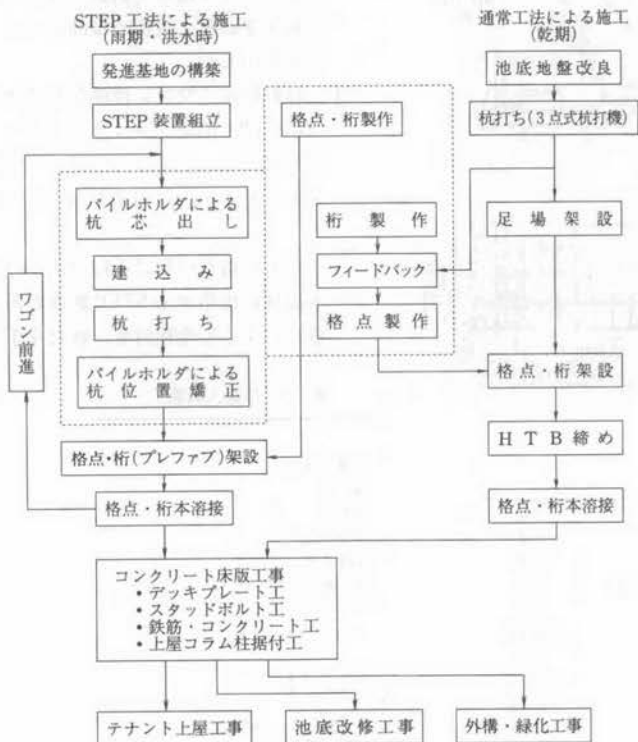 STEP工法による施工
(雨期・洪水時)
通常工法による施工
(乾期)
発進基地の構築
STEP装置組立
格点・桁製作
池底地盤改良
杭打ち(3点式杭打機)
パイルホルダによる
杭芯出し
建込み
杭打ち
パイルホルダによる
杭位置矯正
ワゴン前進
桁製作
フィードバック
格点製作
足場架設
格点・桁架設
HTB締め
格点・桁本溶接
格点・桁(プレファブ)架設
格点・桁本溶接
コンクリート床版工事
• デッキプレート工
• スタッドボルト工
• 鉄筋・コンクリート工
• 上屋コラム柱据付工
テナント上屋工事
池底改修工事
外構・緑化工事